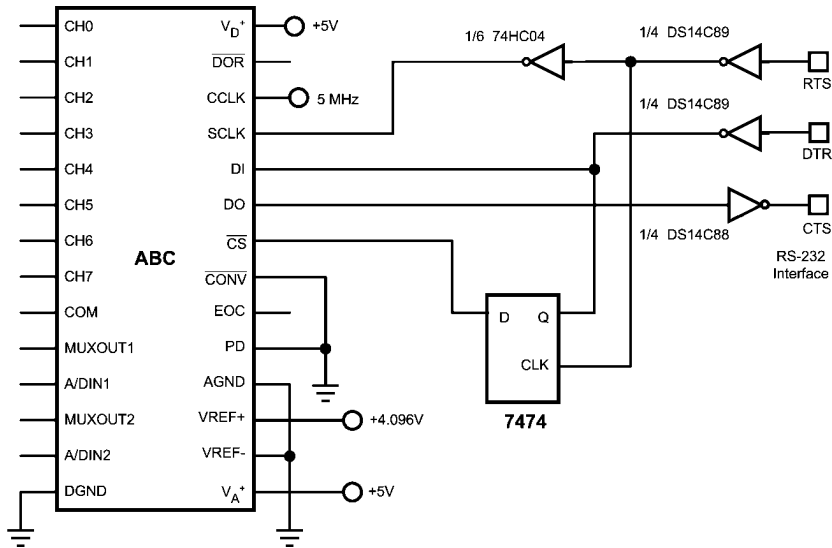 CH0
CH1
CH2
CH3
CH4
CH5
CH6
CH7
COM
MUXOUT1
A/DIN1
MUXOUT2
A/DIN2
DGND
ABC
VD+
DOR
CCLK
SCLK
DI
DO
CS
CONV
EOC
PD
AGND
VREF+
VREF-
VA+
+5V
5 MHz
+4.096V
+5V
1/6 74HC04
1/4 DS14C89
RTS
1/4 DS14C89
DTR
1/4 DS14C88
CTS
RS-232
Interface
D
Q
CLK
7474